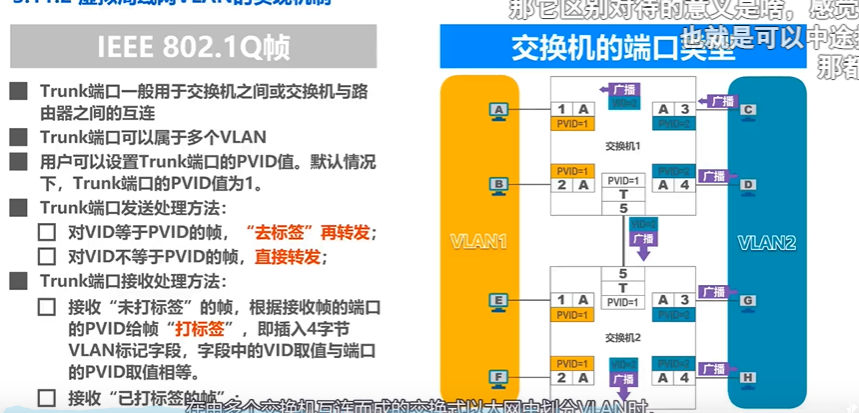 那它区别对待的意义是啥，感觉
也就是可以中途
那都
IEEE 802.1Q帧
交换机的端口类型
Trunk端口一般用于交换机之间或交换机与路
由器之间的互连
Trunk端口可以属于多个VLAN
用户可以设置Trunk端口的PVID值。默认情况
下，Trunk端口的PVID值为1。
Trunk端口发送处理方法：
对VID等于PVID的帧，“去标签”再转发；
对VID不等于PVID的帧，直接转发；
Trunk端口接收处理方法：
接收“未打标签”的帧，根据接收帧的端口
的PVID给帧“打标签”，即插入4字节
VLAN标记字段，字段中的VID取值与端口
的PVID取值相等。
接收“已打标签的帧”
VLAN1
VLAN2
广播
VID=2
广播
A
1 A
A 3
C
PVID=1
PVID=2
交换机1
PVID=1
PVID=2
广播
B
2 A
PVID=1
A 4
D
T
5
VID=2
广播
5
T
PVID=1
广播
E
1 A
A 3
G
PVID=1
PVID=2
交换机2
PVID=1
VID=2
PVID=2
广播
F
2 A
广播
A 4
H
在由多个交换机互连而成的交换式以太网中划分VLAN时，